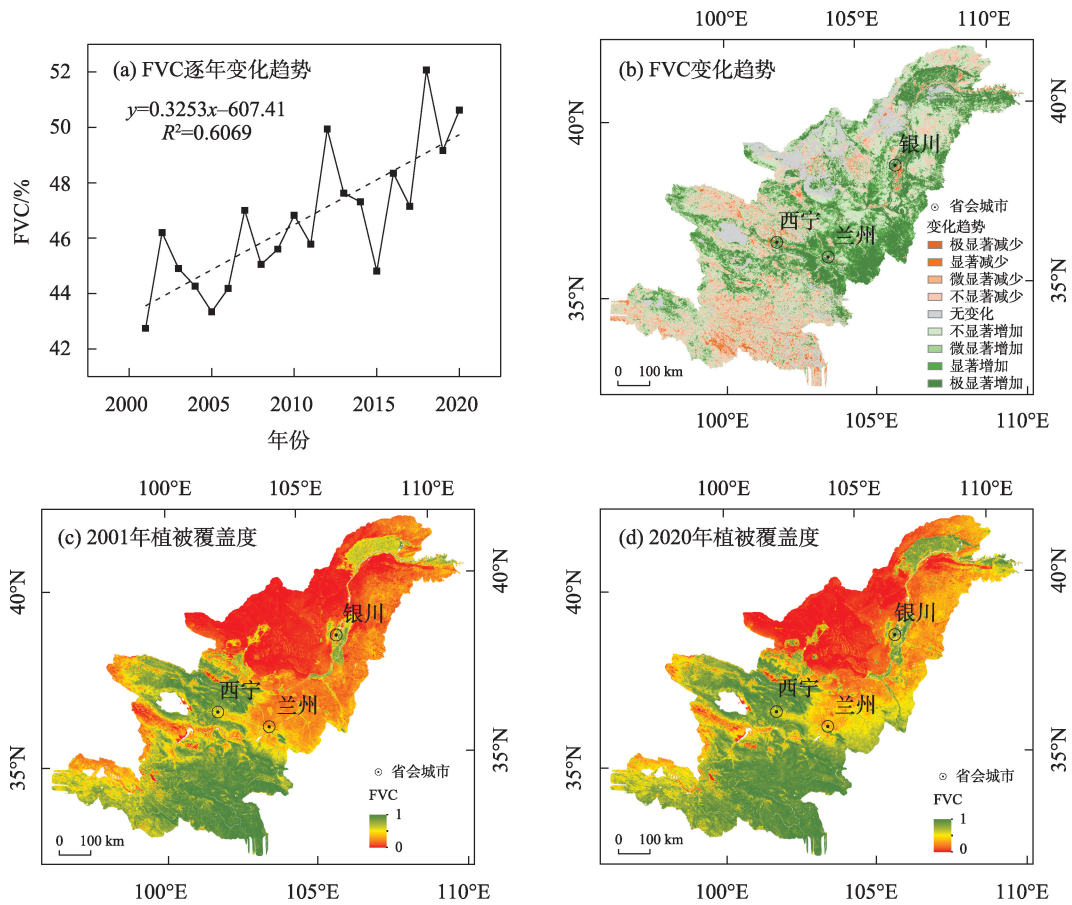 (a) FVC逐年变化趋势
y=0.3253x–607.41
R²=0.6069
FVC/%
52
50
48
46
44
42
2000
2005
2010
2015
2020
年份
100°E
105°E
110°E
(b) FVC变化趋势
40°N
40°N
35°N
35°N
银川
西宁
兰州
省会城市
变化趋势
极显著减少
显著减少
微显著减少
不显著减少
无变化
不显著增加
微显著增加
显著增加
极显著增加
0 100 km
100°E
105°E
110°E
100°E
105°E
110°E
(c) 2001年植被覆盖度
40°N
40°N
35°N
35°N
银川
西宁
兰州
省会城市
FVC
1
0
0 100 km
100°E
105°E
110°E
100°E
105°E
110°E
(d) 2020年植被覆盖度
40°N
40°N
35°N
35°N
银川
西宁
兰州
省会城市
FVC
1
0
0 100 km
100°E
105°E
110°E